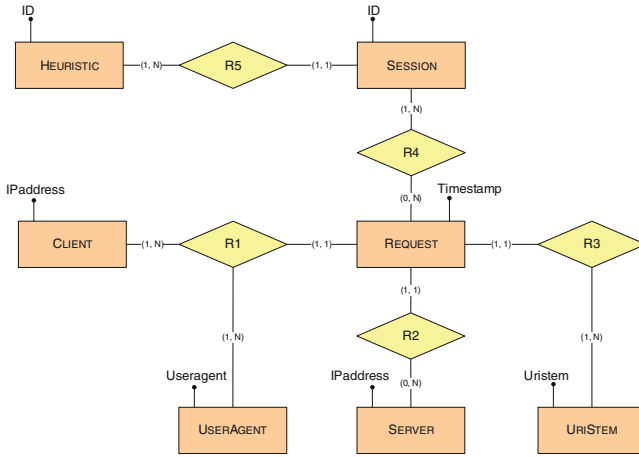 ID
ID
HEURISTIC
(1, N)
R5
(1, 1)
SESSION
(1, N)
R4
(0, N)
IPaddress
Timestamp
CLIENT
(1, N)
R1
(1, 1)
REQUEST
(1, 1)
R3
(1, 1)
R2
(1, N)
(0, N)
(1, N)
Useragent
IPaddress
Uristem
USERAGENT
SERVER
URISTEM